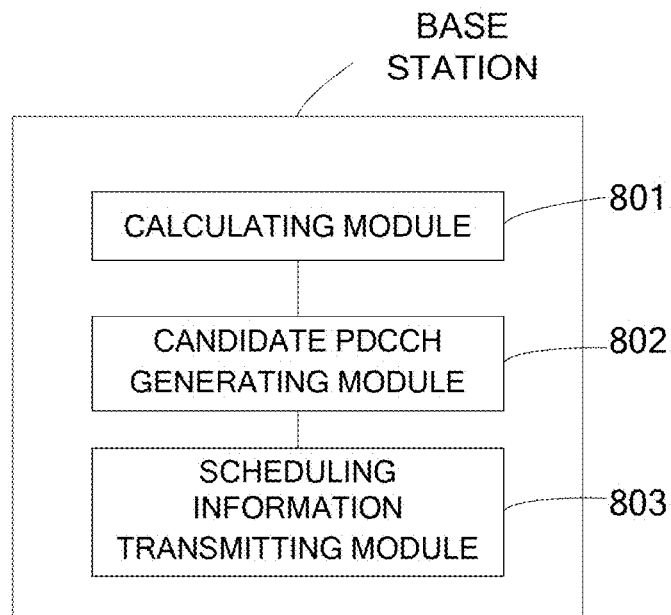 BASE
STATION
CALCULATING MODULE
801
CANDIDATE PDCCH
GENERATING MODULE
802
SCHEDULING
INFORMATION
TRANSMITTING MODULE
803